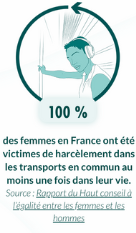 100 %
des femmes en France ont été
victimes de harcèlement dans
les transports en commun au
moins une fois dans leur vie.
Source : Rapport du Haut conseil à
l'égalité entre les femmes et les
hommes